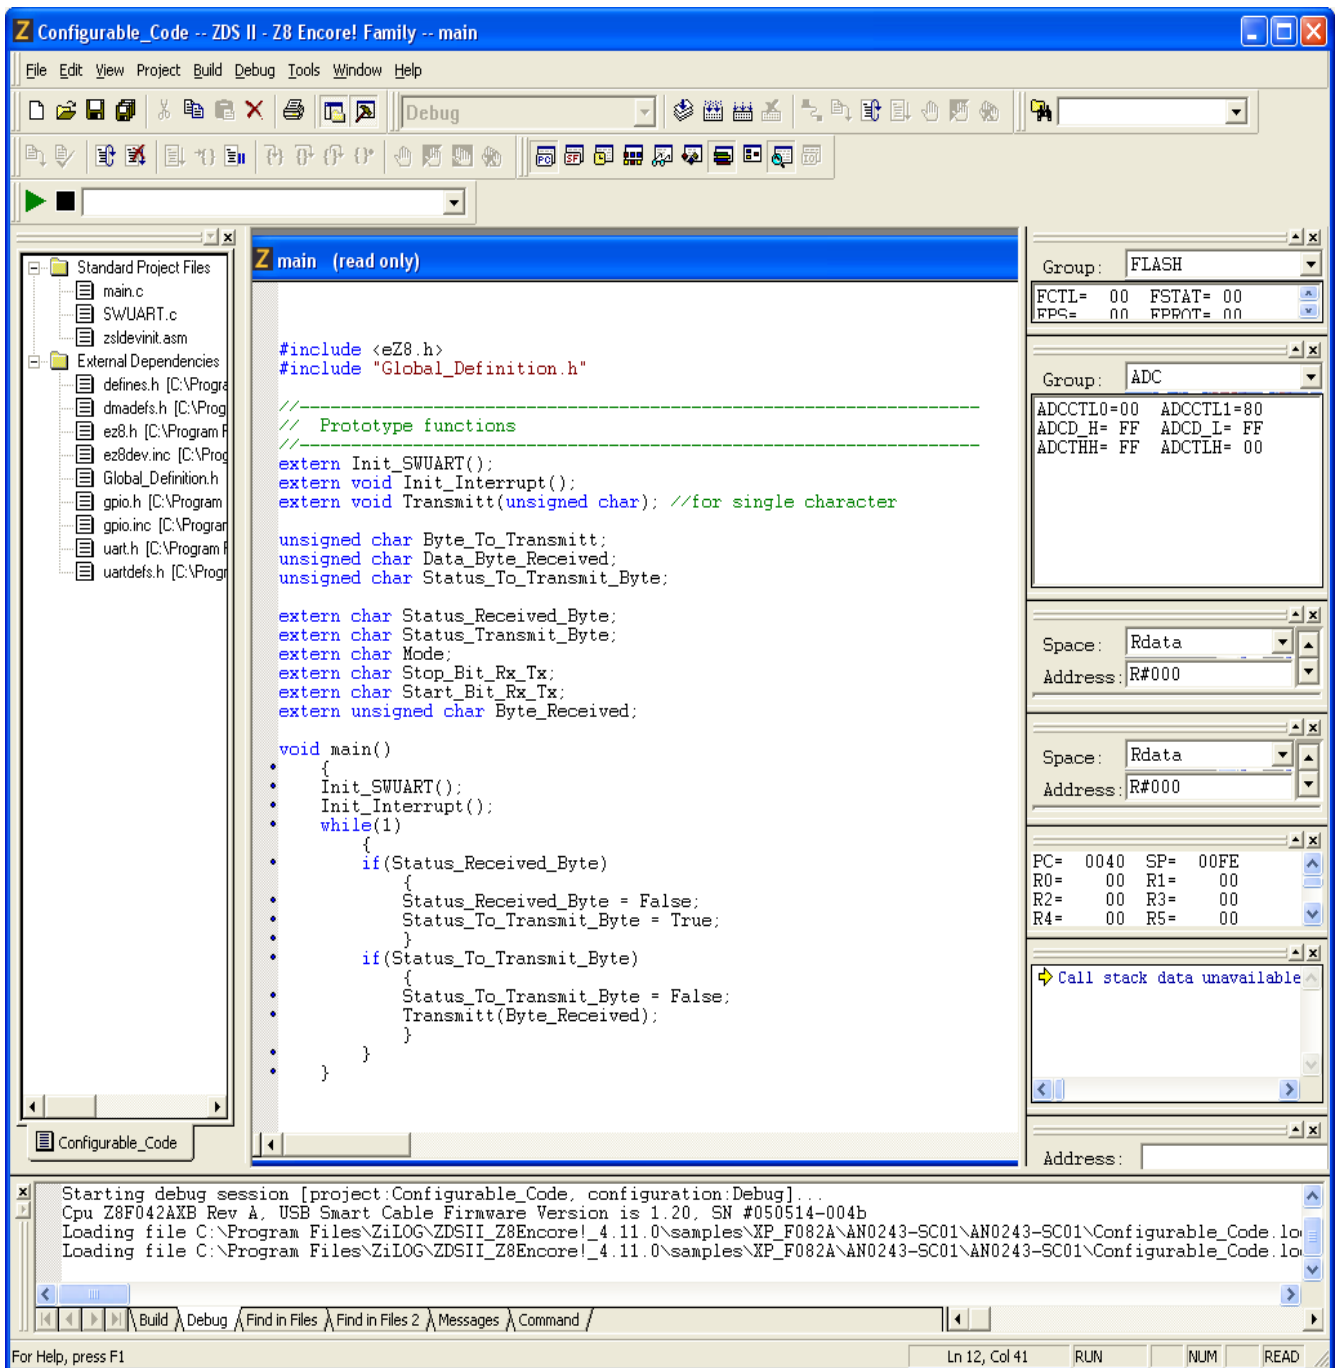 Configurable_Code -- ZDS II - Z8 Encore! Family -- main
File Edit View Project Build Debug Tools Window Help
Debug
Standard Project Files
main.c
SWUART.c
zsldevinit.asm
External Dependencies
defines.h [C:\Progra
dmadefs.h [C:\Prog
ez8.h [C:\Program F
ez8dev.inc [C:\Prog
Global_Definition.h
gpio.h [C:\Program
gpio.inc [C:\Program
uart.h [C:\Program F
uartdefs.h [C:\Progr
Configurable_Code
main (read only)
#include <eZ8.h>
#include "Global_Definition.h"
//------------------------------------------------------------------
// Prototype functions
//------------------------------------------------------------------
extern Init_SWUART();
extern void Init_Interrupt();
extern void Transmitt(unsigned char); //for single character
unsigned char Byte_To_Transmitt;
unsigned char Data_Byte_Received;
unsigned char Status_To_Transmit_Byte;
extern char Status_Received_Byte;
extern char Status_Transmit_Byte;
extern char Mode;
extern char Stop_Bit_Rx_Tx;
extern char Start_Bit_Rx_Tx;
extern unsigned char Byte_Received;
void main()
{
Init_SWUART();
Init_Interrupt();
while(1)
{
if(Status_Received_Byte)
{
Status_Received_Byte = False;
Status_To_Transmit_Byte = True;
}
if(Status_To_Transmit_Byte)
{
Status_To_Transmit_Byte = False;
Transmitt(Byte_Received);
}
}
}
Group: FLASH
FCTL= 00 FSTAT= 00
FPS= 00 FPROT= 00
Group: ADC
ADCCTL0=00 ADCCTL1=80
ADCD_H= FF ADCD_L= FF
ADCTHH= FF ADCTLH= 00
Space: Rdata
Address: R#000
Space: Rdata
Address: R#000
PC= 0040 SP= 00FE
R0= 00 R1= 00
R2= 00 R3= 00
R4= 00 R5= 00
Call stack data unavailable
Address:
Starting debug session [project:Configurable_Code, configuration:Debug]...
Cpu Z8F042AXB Rev A, USB Smart Cable Firmware Version is 1.20, SN #050514-004b
Loading file C:\Program Files\ZiLOG\ZDSII_Z8Encore!_4.11.0\samples\XP_F082A\AN0243-SC01\AN0243-SC01\Configurable_Code.lo
Loading file C:\Program Files\ZiLOG\ZDSII_Z8Encore!_4.11.0\samples\XP_F082A\AN0243-SC01\AN0243-SC01\Configurable_Code.lo
Build Debug Find in Files Find in Files 2 Messages Command
For Help, press F1 Ln 12, Col 41 RUN NUM READ